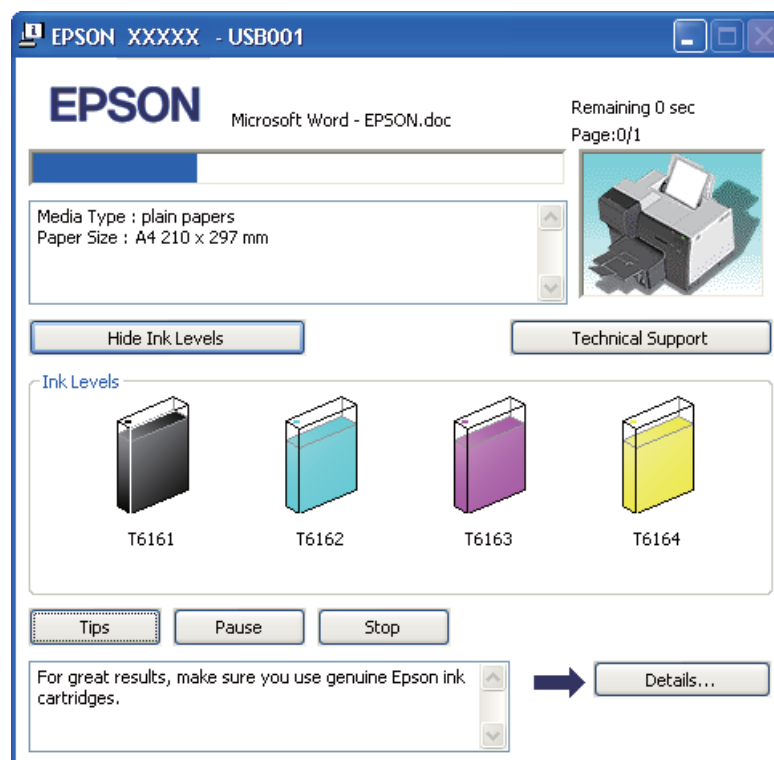 EPSON XXXXX - USB001
EPSON
Microsoft Word - EPSON.doc
Remaining 0 sec
Page:0/1
Media Type : plain papers
Paper Size : A4 210 x 297 mm
Hide Ink Levels
Technical Support
Ink Levels
T6161
T6162
T6163
T6164
Tips
Pause
Stop
For great results, make sure you use genuine Epson ink
cartridges.
Details...